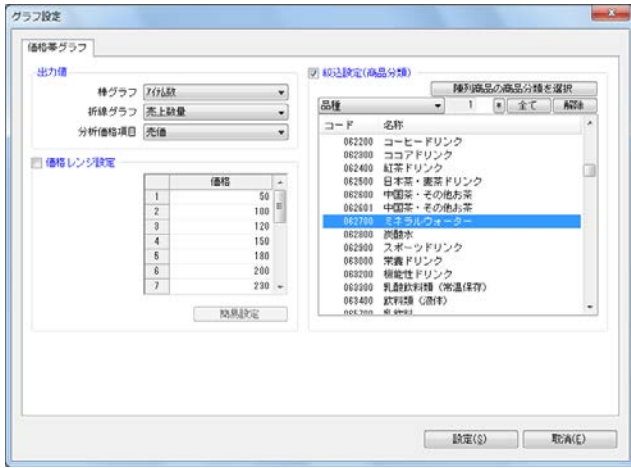 グラフ設定
価格帯グラフ
出力値
棒グラフ ｱｲﾃﾑ数
折線グラフ 売上数量
分析価格項目 売価
価格レンジ設定
価格
1 50
2 100
3 120
4 150
5 180
6 200
7 230
簡易設定
絞込設定(商品分類)
陳列商品の商品分類を選択
品種 1 * 全て 解除
コード 名称
062200 コーヒードリンク
062300 ココアドリンク
062400 紅茶ドリンク
062500 日本茶・麦茶ドリンク
062600 中国茶・その他お茶
062601 中国茶・その他お茶
062700 ミネラルウォーター
062800 炭酸水
062900 スポーツドリンク
063000 栄養ドリンク
063200 機能性ドリンク
063300 乳酸飲料類 (常温保存)
063400 飲料類 (液体)
設定(S) 取消(E)